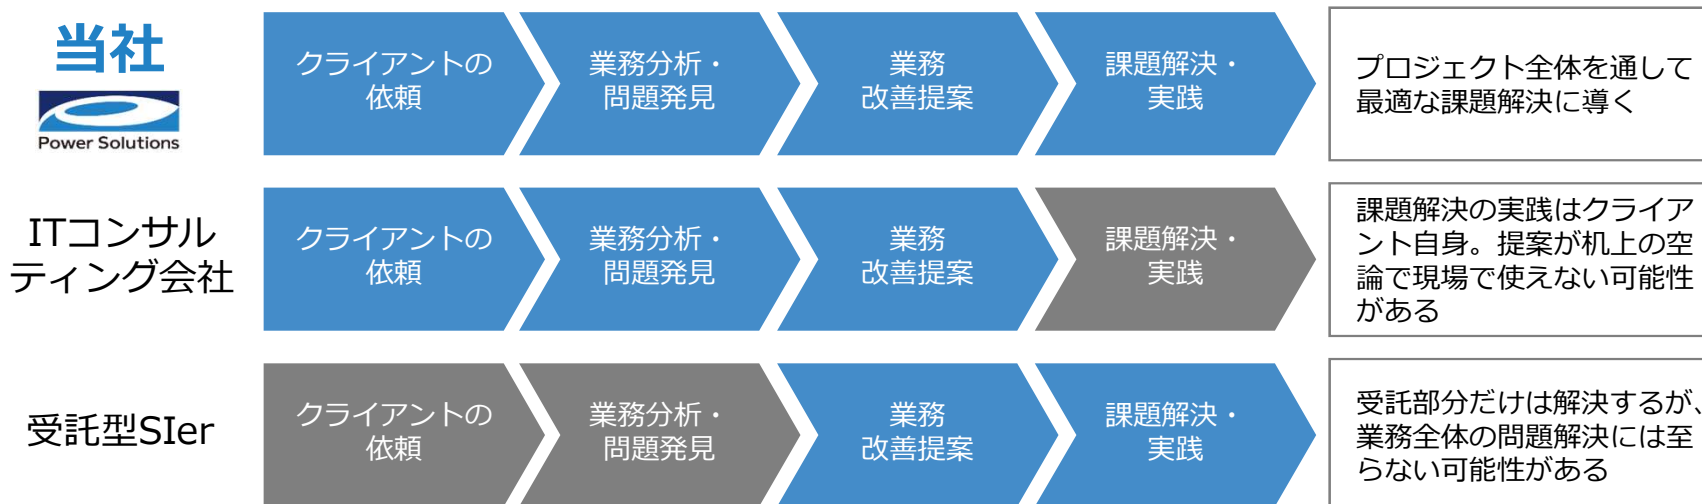 当社
Power Solutions
クライアントの
依頼
業務分析・
問題発見
業務
改善提案
課題解決・
実践
プロジェクト全体を通して
最適な課題解決に導く
ITコンサル
ティング会社
クライアントの
依頼
業務分析・
問題発見
業務
改善提案
課題解決・
実践
課題解決の実践はクライア
ント自身。提案が机上の空
論で現場で使えない可能性
がある
受託型SIer
クライアントの
依頼
業務分析・
問題発見
業務
改善提案
課題解決・
実践
受託部分だけは解決するが、
業務全体の問題解決には至
らない可能性がある